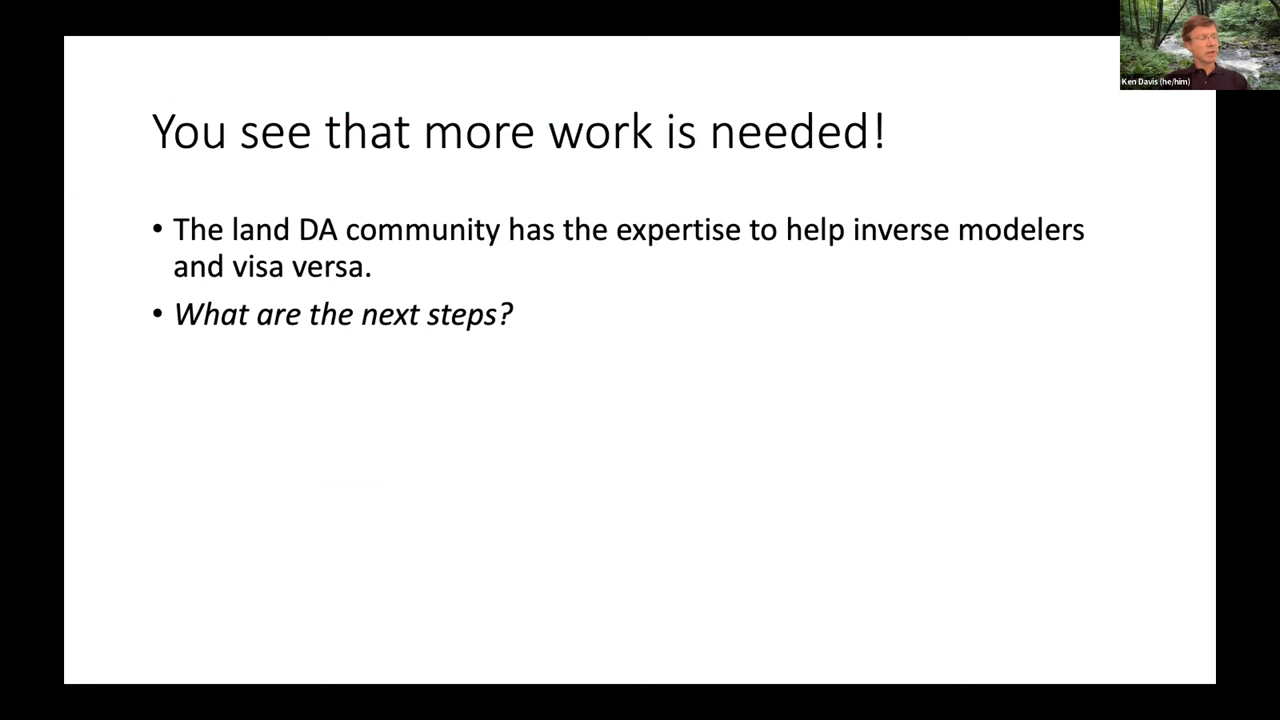 Ken Davis (he/him)
You see that more work is needed!
• The land DA community has the expertise to help inverse modelers
and visa versa.
• What are the next steps?